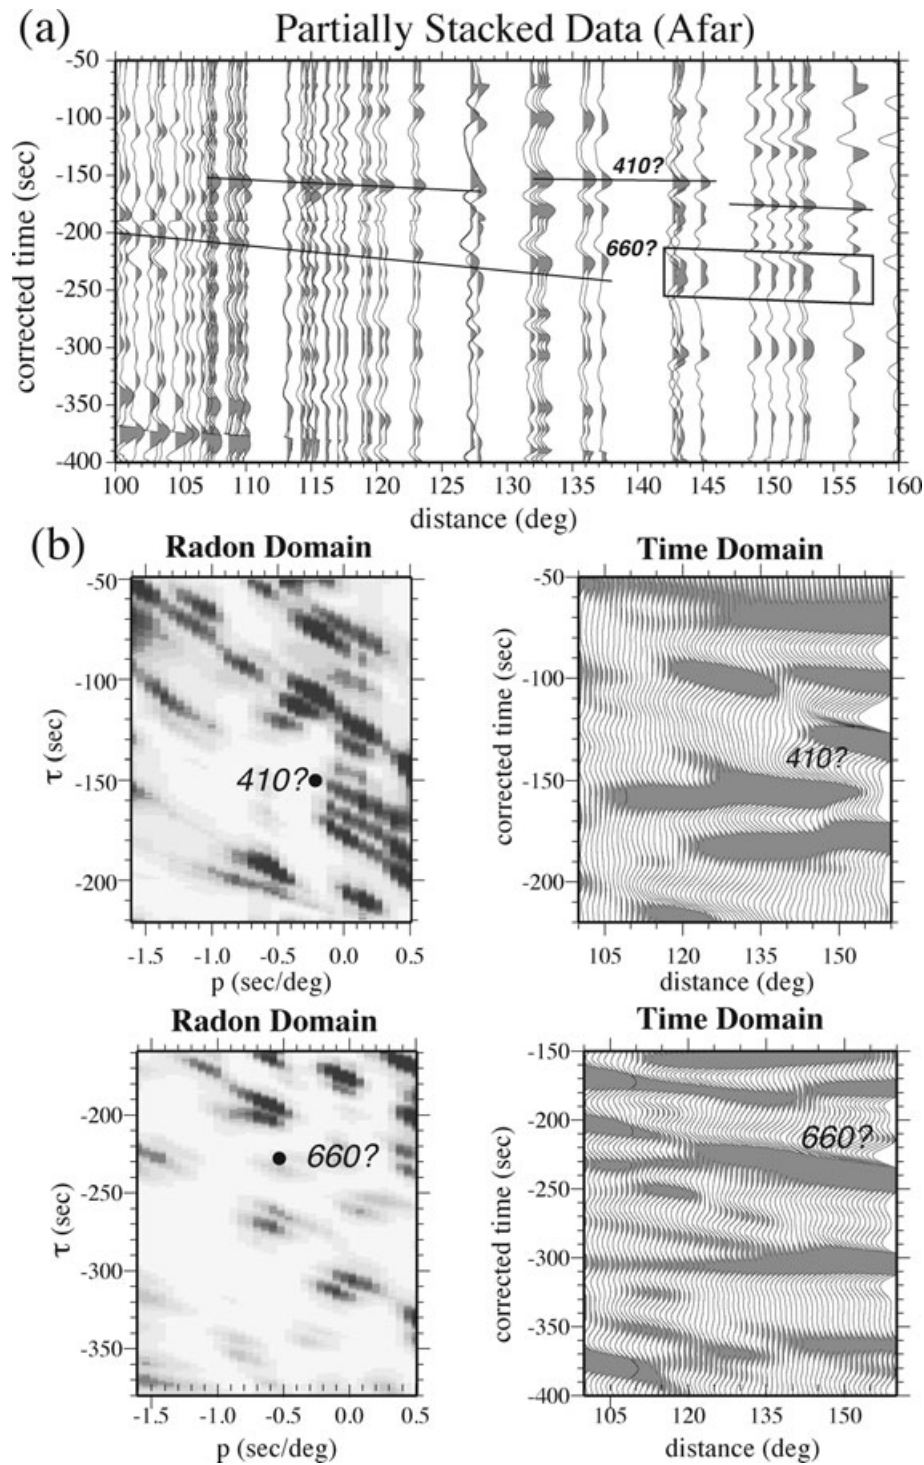 (a) Partially Stacked Data (Afar)
corrected time (sec)
-50
-100
-150
-200
-250
-300
-350
-400
410?
660?
100 105 110 115 120 125 130 135 140 145 150 155 160
distance (deg)
(b)
Radon Domain
τ (sec)
-50
-100
-150
-200
410?
-1.5 -1.0 -0.5 0.0 0.5
p (sec/deg)
Time Domain
corrected time (sec)
-50
-100
-150
-200
410?
105 120 135 150
distance (deg)
Radon Domain
τ (sec)
-200
-250
-300
-350
660?
-1.5 -1.0 -0.5 0.0 0.5
p (sec/deg)
Time Domain
corrected time (sec)
-150
-200
-250
-300
-350
-400
660?
105 120 135 150
distance (deg)